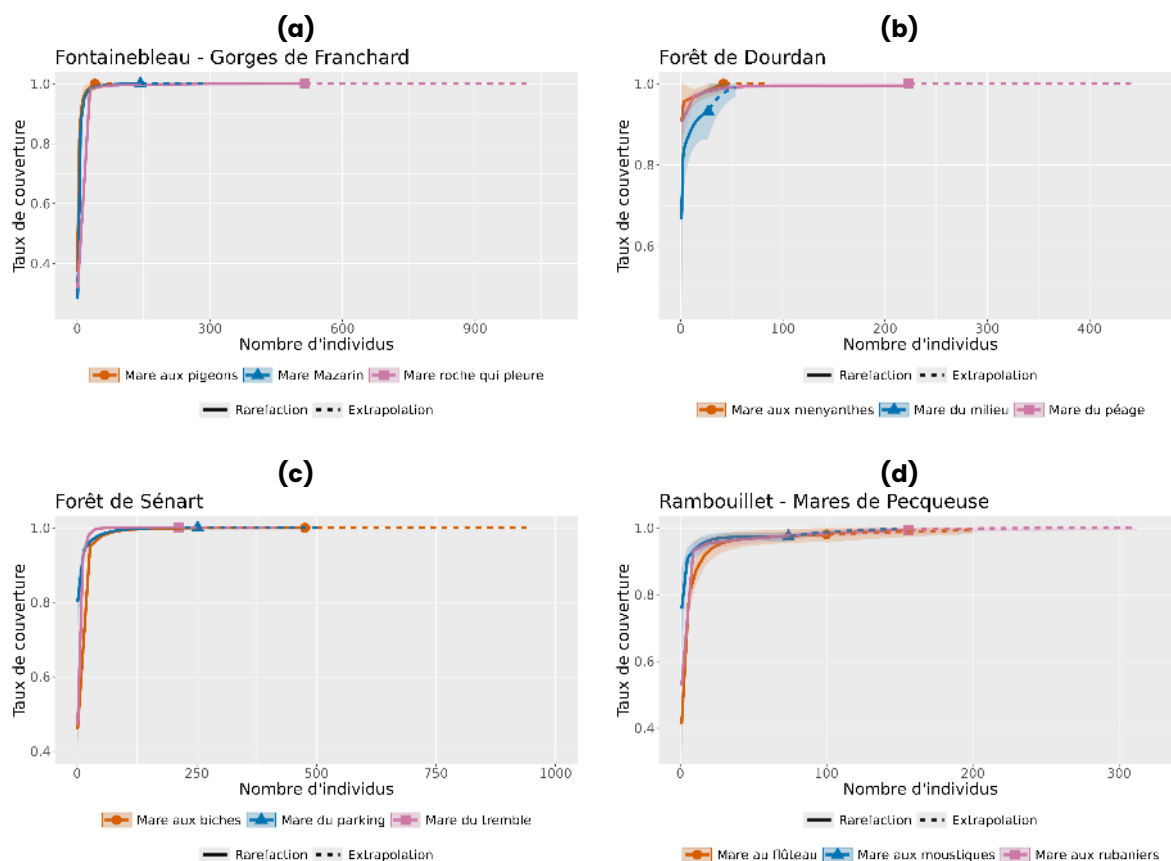 (a)
Fontainebleau - Gorges de Franchard
1.0
0.8
0.6
0.4
Taux de couverture
0 300 600 900
Nombre d'individus
Mare aux pigeons Mare Mazarin Mare roche qui pleure
Rarefaction Extrapolation
(b)
Forêt de Dourdan
1.0
0.8
0.6
Taux de couverture
0 100 200 300 400
Nombre d'individus
Rarefaction Extrapolation
Mare aux menyanthes Mare du milieu Mare du péage
(c)
Forêt de Sénart
1.0
0.8
0.6
0.4
Taux de couverture
0 250 500 750 1000
Nombre d'individus
Mare aux biches Mare du parking Mare du tremble
Rarefaction Extrapolation
(d)
Rambouillet - Mares de Pecqueuse
1.0
0.8
0.6
0.4
Taux de couverture
0 100 200 300
Nombre d'individus
Rarefaction Extrapolation
Mare au flûteau Mare aux moustiques Mare aux rubaniers